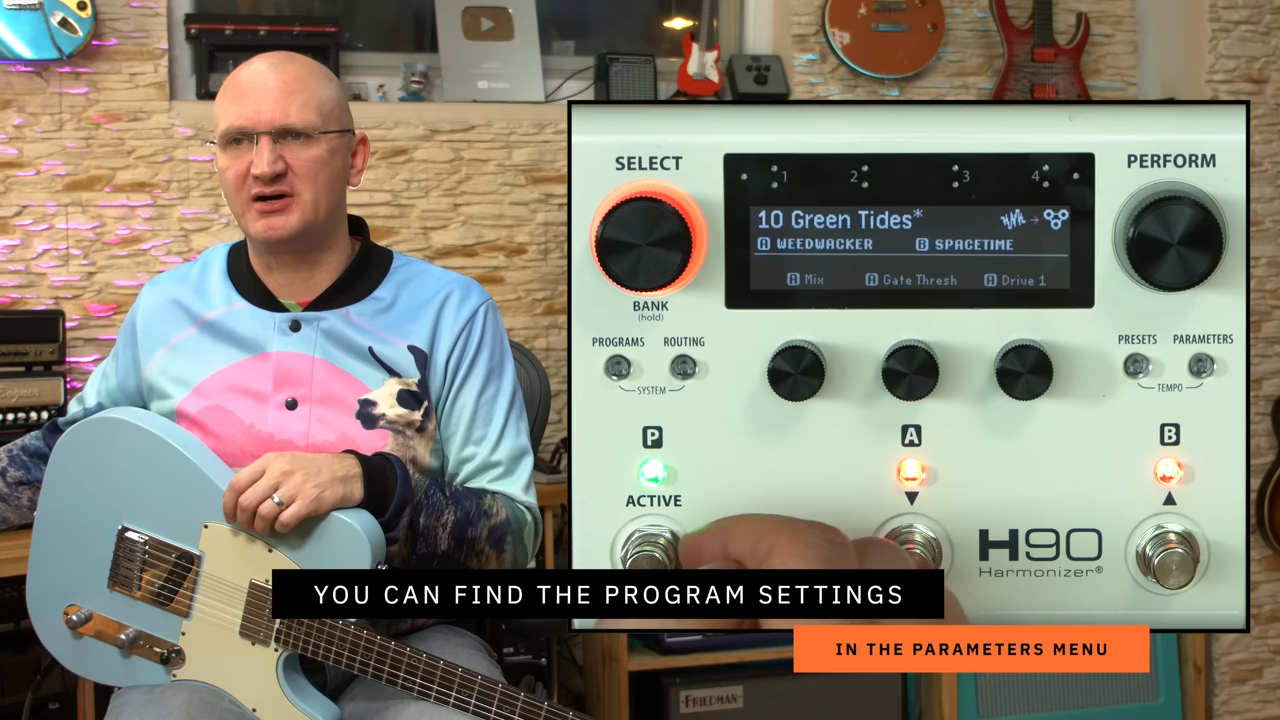 YouTube
SELECT
PERFORM
1 2 3 4
10 Green Tides*
A WEEDWACKER B SPACETIME
A Mix A Gate Thresh A Drive 1
BANK
(hold)
PROGRAMS ROUTING
SYSTEM
PRESETS PARAMETERS
TEMPO
P A B
ACTIVE
H90
Harmonizer®
YOU CAN FIND THE PROGRAM SETTINGS
IN THE PARAMETERS MENU
FRIEDMAN